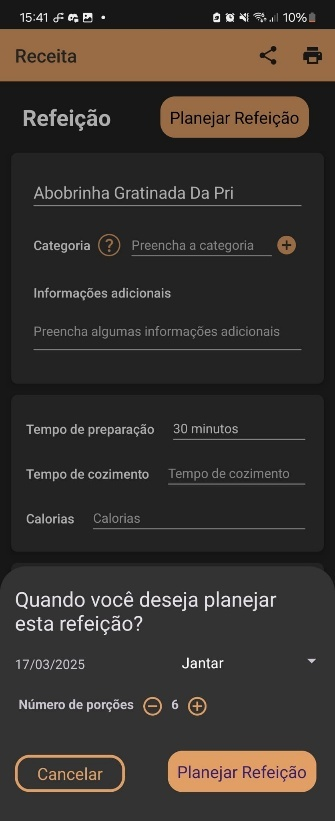 15:41 10%
Receita
Refeição Planejar Refeição
Abobrinha Gratinada Da Pri
Categoria ? Preencha a categoria +
Informações adicionais
Preencha algumas informações adicionais
Tempo de preparação 30 minutos
Tempo de cozimento Tempo de cozimento
Calorias Calorias
Quando você deseja planejar
esta refeição?
17/03/2025 Jantar
Número de porções − 6 +
Cancelar Planejar Refeição